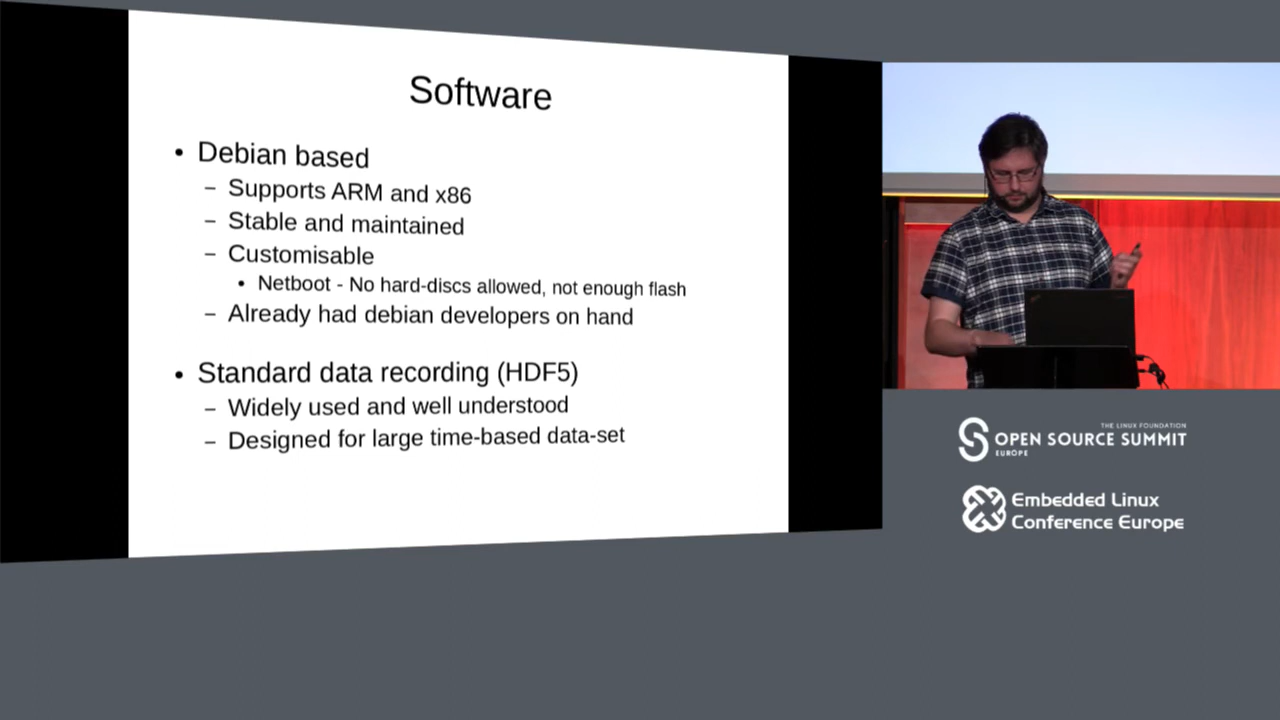 Software
• Debian based
– Supports ARM and x86
– Stable and maintained
– Customisable
• Netboot - No hard-discs allowed, not enough flash
– Already had debian developers on hand
• Standard data recording (HDF5)
– Widely used and well understood
– Designed for large time-based data-set
THE LINUX FOUNDATION
OPEN SOURCE SUMMIT
EUROPE
Embedded Linux
Conference Europe